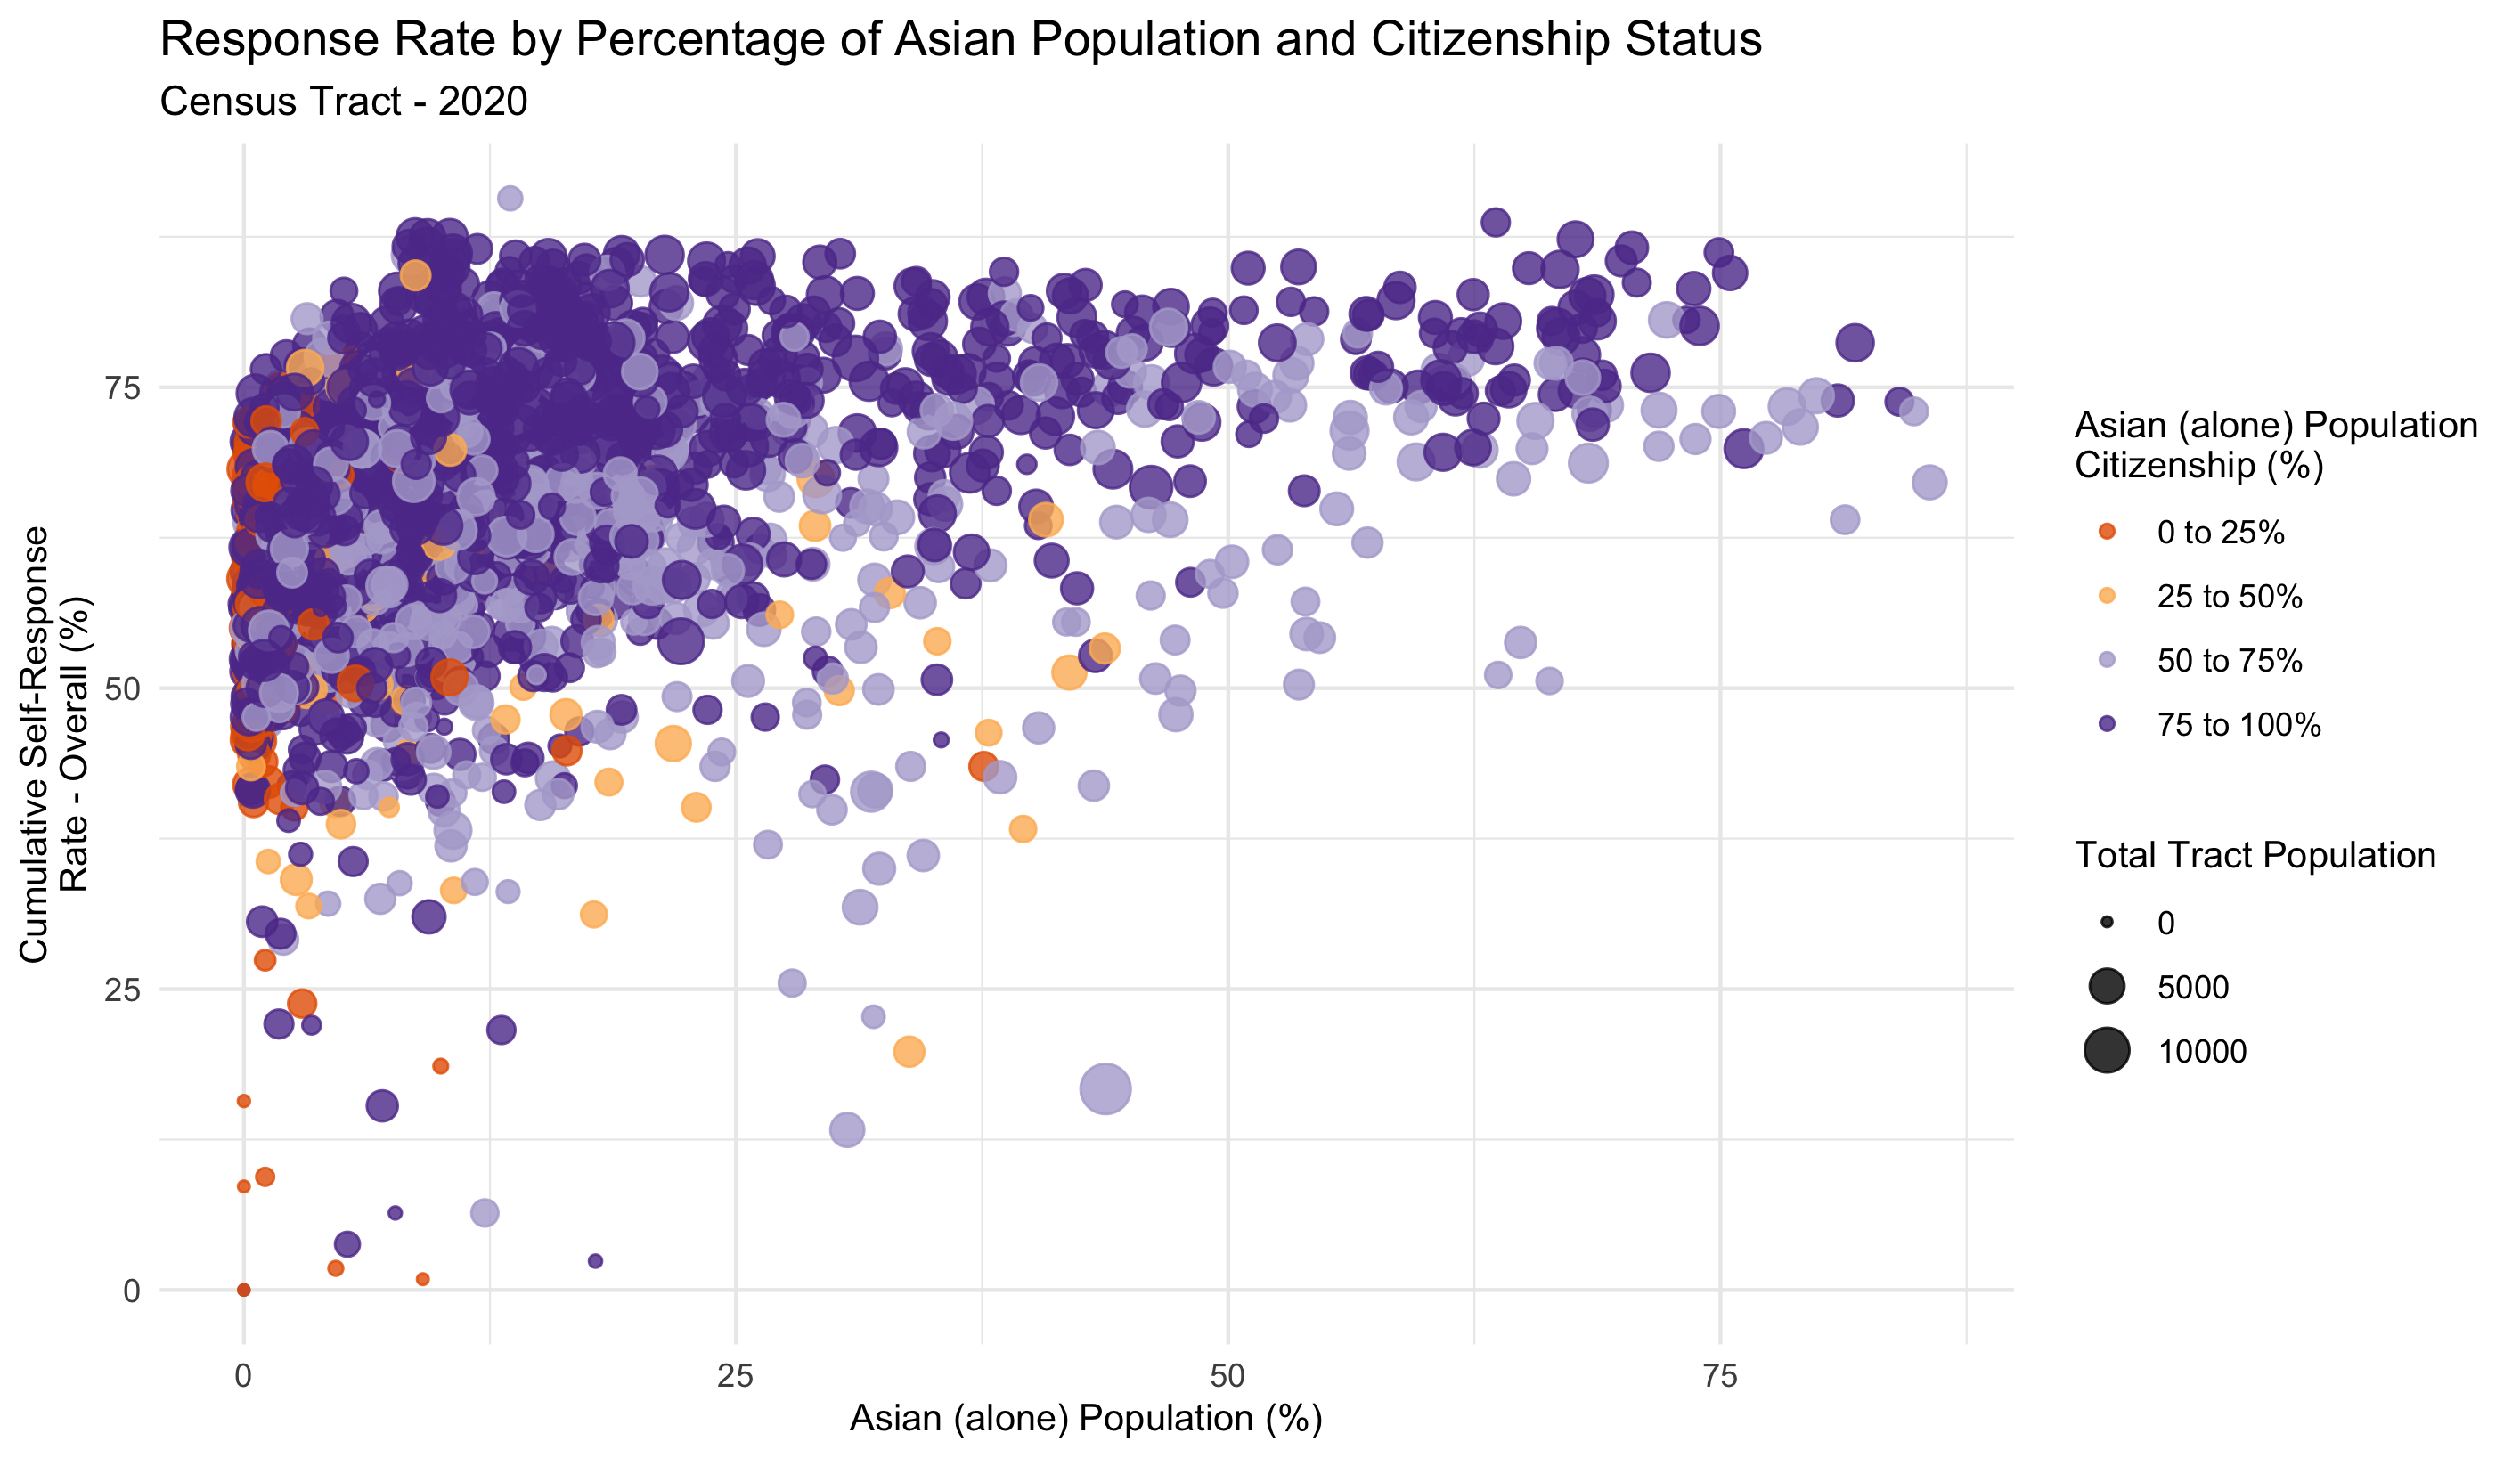 Response Rate by Percentage of Asian Population and Citizenship Status
Census Tract - 2020
Cumulative Self-Response
Rate - Overall (%)
75
50
25
0
0
25
50
75
Asian (alone) Population (%)
Asian (alone) Population
Citizenship (%)
0 to 25%
25 to 50%
50 to 75%
75 to 100%
Total Tract Population
0
5000
10000